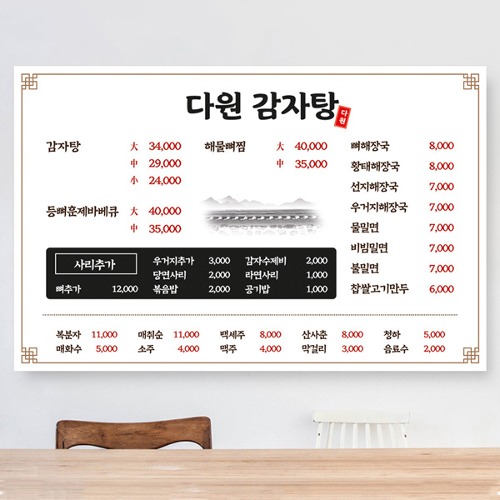 다원 감자탕
다원
감자탕 大 34,000
中 29,000
小 24,000
해물뼈찜 大 40,000
中 35,000
등뼈훈제바베큐 大 40,000
中 35,000
뼈해장국 8,000
황태해장국 8,000
선지해장국 7,000
우거지해장국 7,000
물밀면 7,000
비빔밀면 7,000
불밀면 7,000
찹쌀고기만두 6,000
사리추가
뼈추가 12,000
우거지추가 3,000 감자수제비 2,000
당면사리 2,000 라면사리 1,000
볶음밥 2,000 공기밥 1,000
복분자 11,000 매취순 11,000 백세주 8,000 산사춘 8,000 청하 5,000
매화수 5,000 소주 4,000 맥주 4,000 막걸리 3,000 음료수 2,000